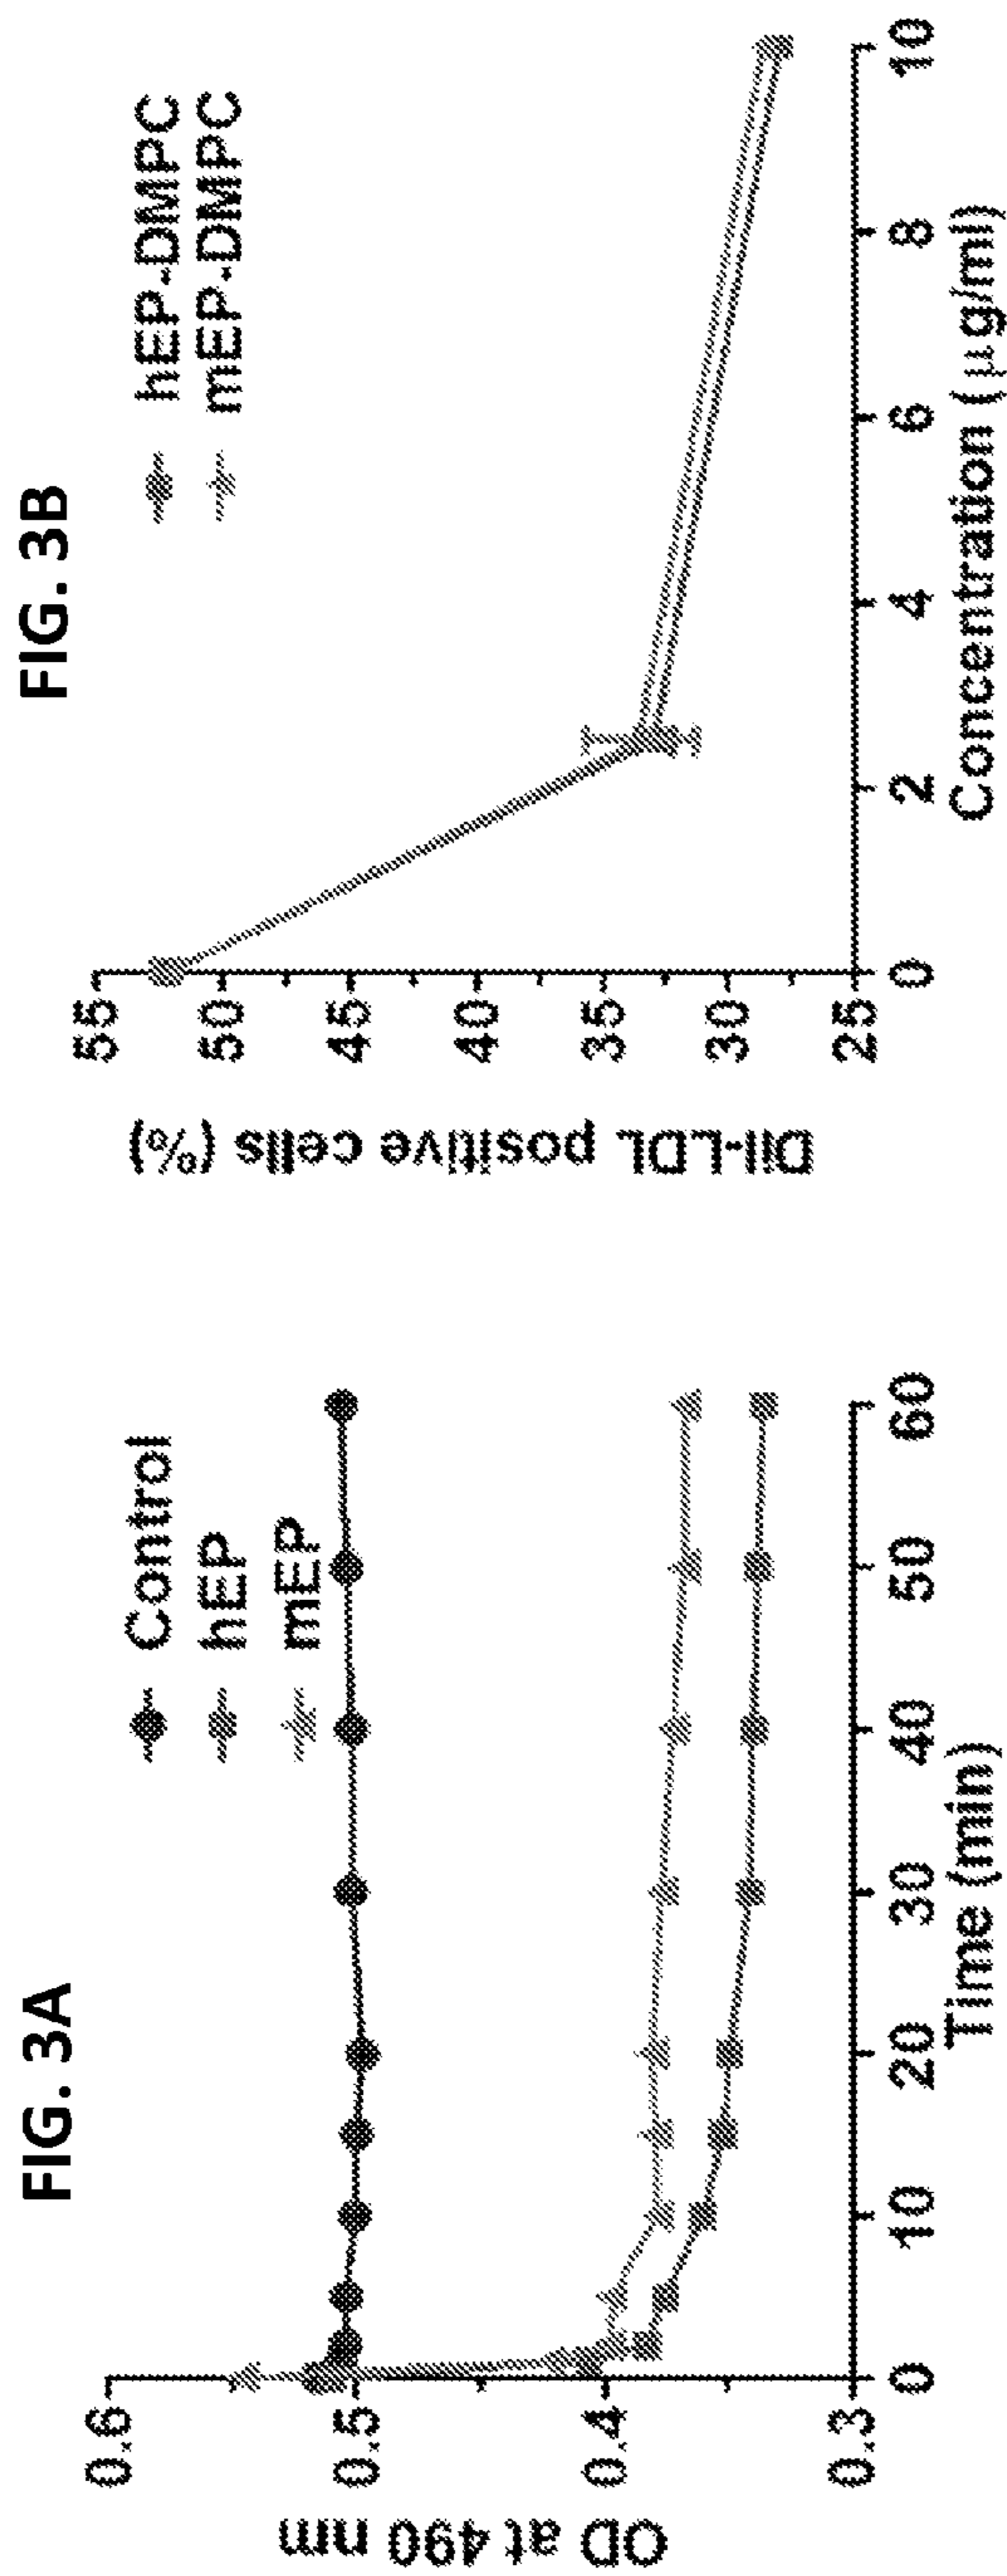 FIG. 3A
Control
hEP
mEP
0.6
0.5
0.4
0.3
OD at 490 nm
0
10
20
30
40
50
60
Time (min)
FIG. 3B
hEP-DMPC
mEP-DMPC
55
50
45
40
35
30
25
DiI-LDL positive cells (%)
0
2
4
6
8
10
Concentration (μg/ml)